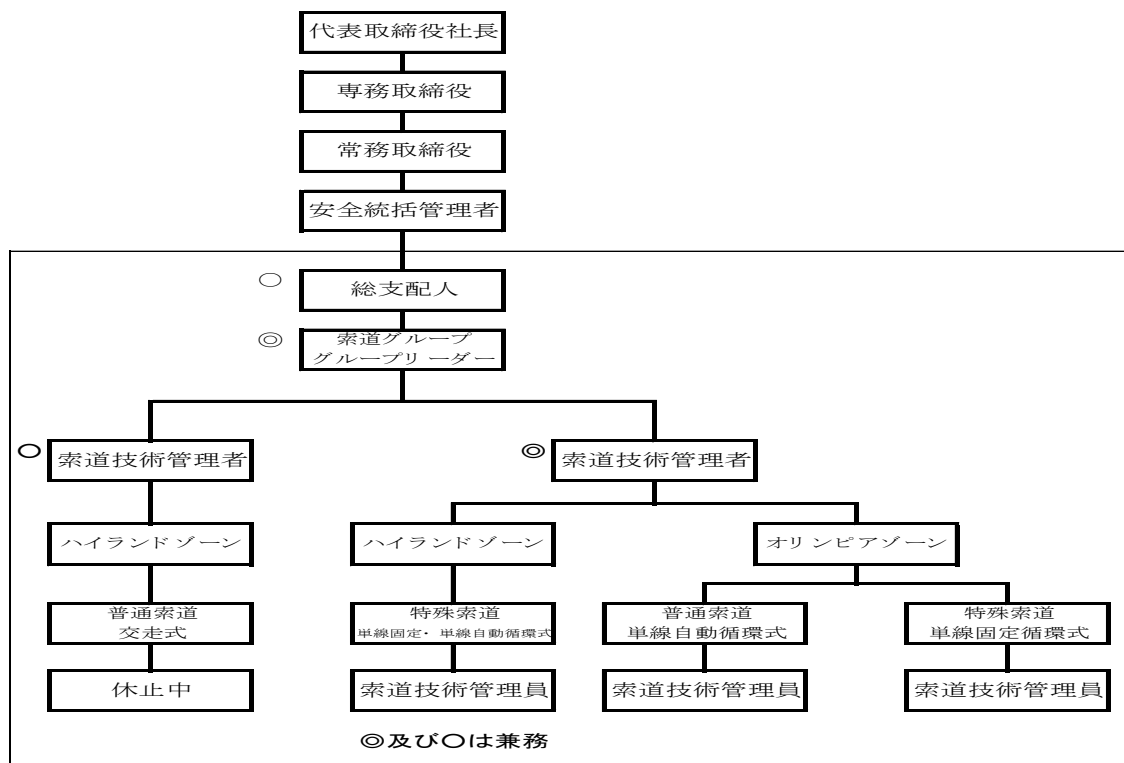 代表取締役社長
専務取締役
常務取締役
安全統括管理者
○
総支配人
◎
索道グループ
グループリーダー
○
索道技術管理者
◎
索道技術管理者
ハイランドゾーン
ハイランドゾーン
オリンピアゾーン
普通索道
交走式
特殊索道
単線固定・単線自動循環式
普通索道
単線自動循環式
特殊索道
単線固定循環式
休止中
索道技術管理員
索道技術管理員
索道技術管理員
◎及び○は兼務